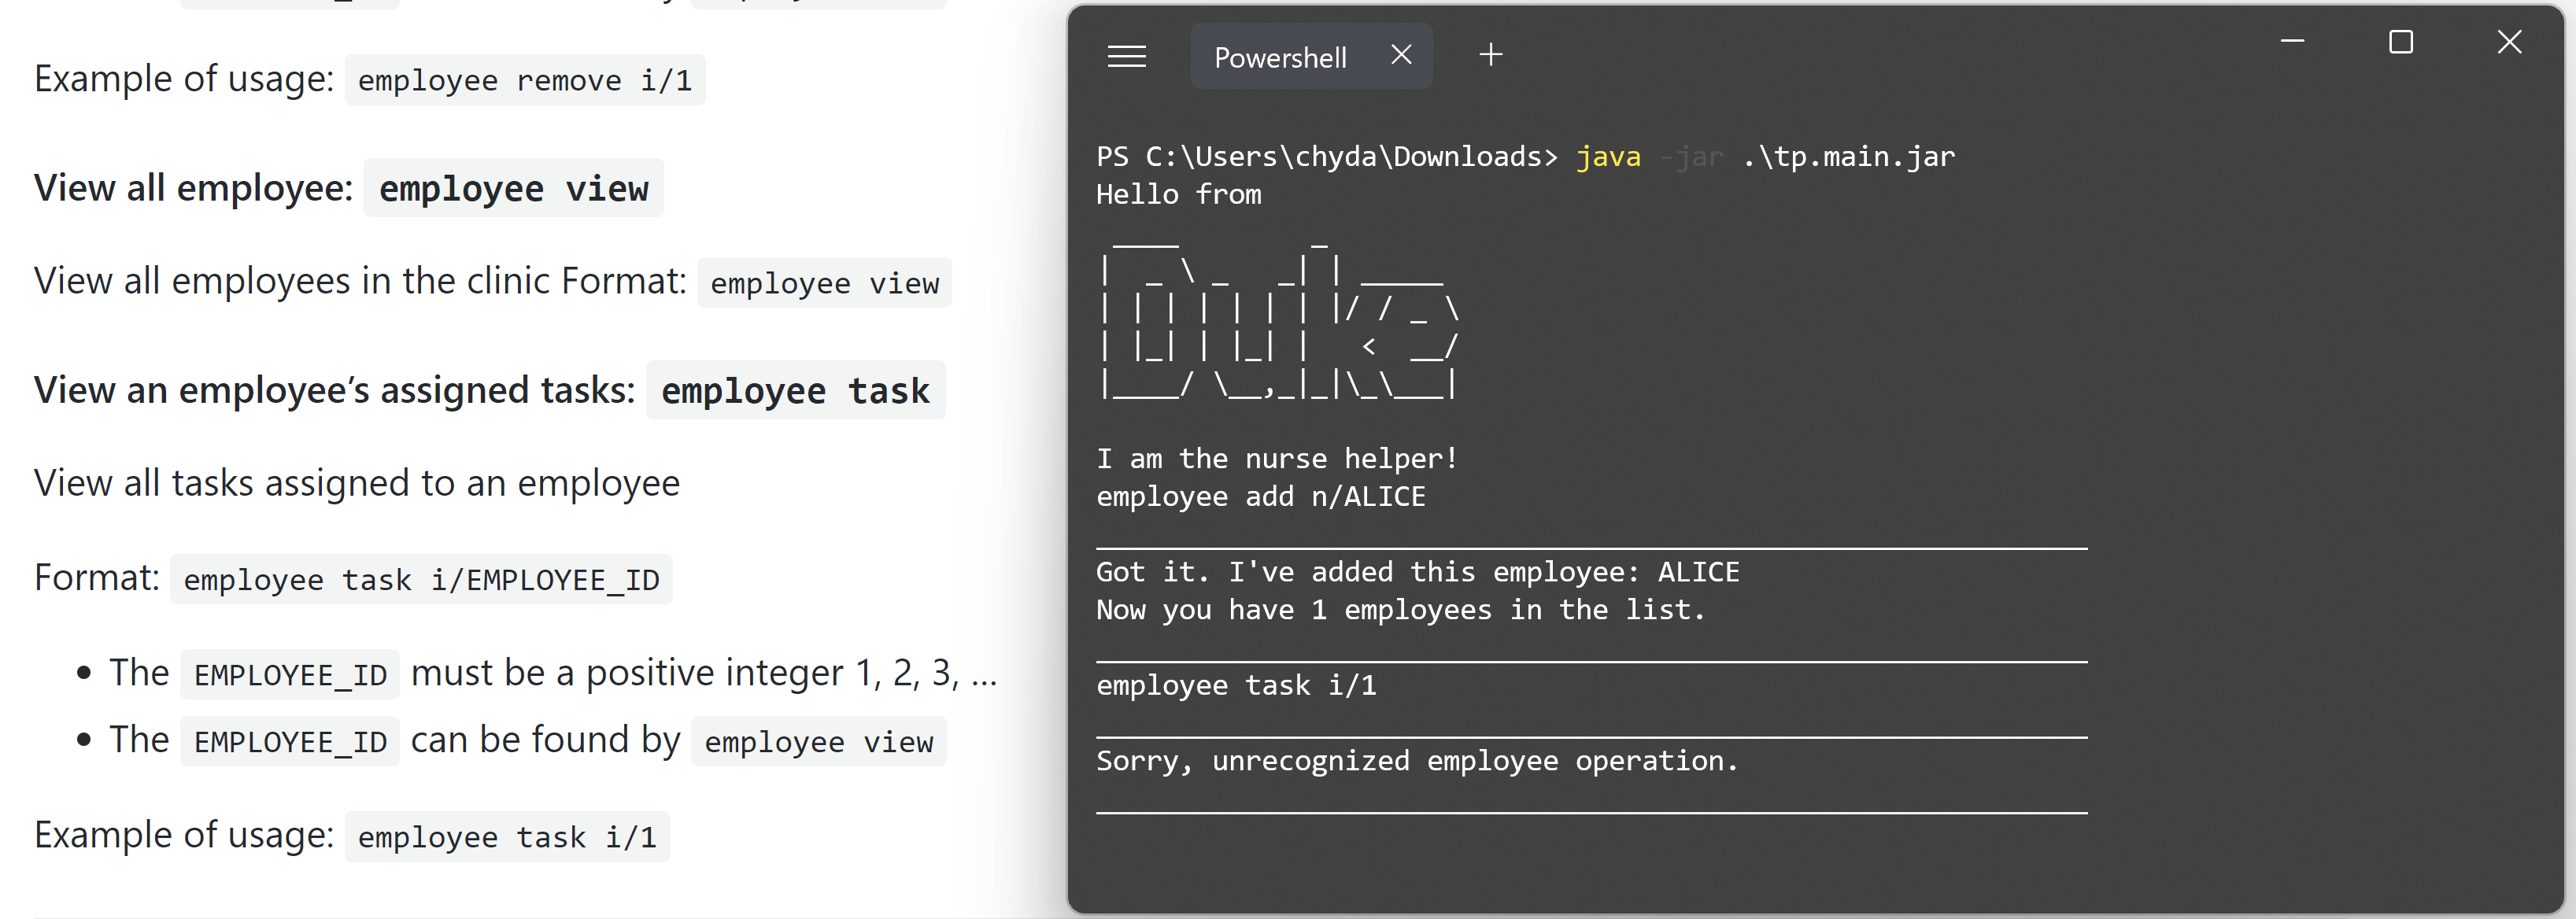 Example of usage: employee remove i/1
View all employee: employee view
View all employees in the clinic Format: employee view
View an employee’s assigned tasks: employee task
View all tasks assigned to an employee
Format: employee task i/EMPLOYEE_ID
• The EMPLOYEE_ID must be a positive integer 1, 2, 3, …
• The EMPLOYEE_ID can be found by employee view
Example of usage: employee task i/1
Powershell
PS C:\Users\chyda\Downloads> java -jar .\tp.main.jar
Hello from
 ____        _
|  _ \ _   _| | _____
| | | | | | | |/ / _ \
| |_| | |_| |   <  __/
|____/ \__,_|_|\_\___|
I am the nurse helper!
employee add n/ALICE
____________________________________________________________
Got it. I've added this employee: ALICE
Now you have 1 employees in the list.
____________________________________________________________
employee task i/1
____________________________________________________________
Sorry, unrecognized employee operation.
____________________________________________________________